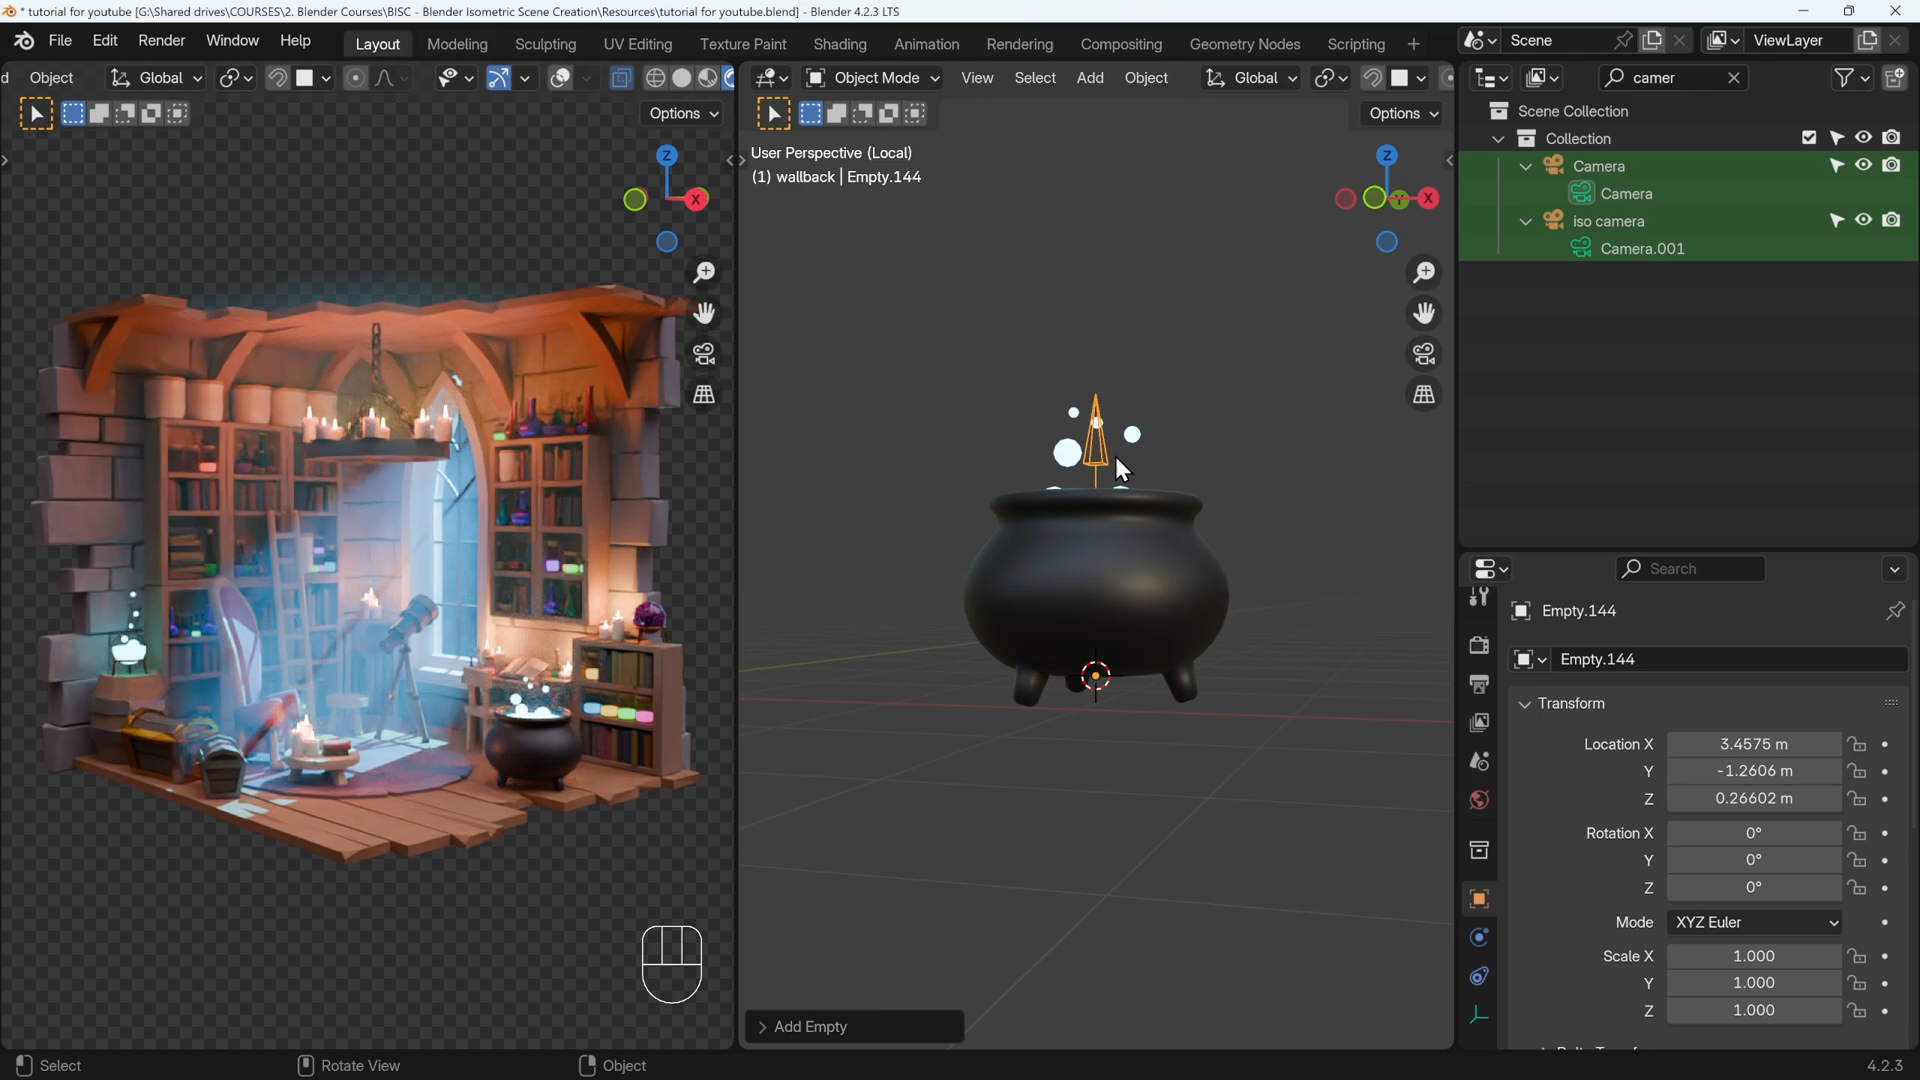 * tutorial for youtube [G:\Shared drives\COURSES\2. Blender Courses\BISC - Blender Isometric Scene Creation\Resources\tutorial for youtube.blend] - Blender 4.2.3 LTS
File Edit Render Window Help Layout Modeling Sculpting UV Editing Texture Paint Shading Animation Rendering Compositing Geometry Nodes Scripting + Scene ViewLayer
d Object Global Object Mode View Select Add Object Global camer
Options Options
Scene Collection
Collection
User Perspective (Local)
(1) wallback | Empty.144
Z X
Z Y X
Camera
Camera
iso camera
Camera.001
Search
Empty.144
Empty.144
Transform
Location X 3.4575 m
Y -1.2606 m
Z 0.26602 m
Rotation X 0°
Y 0°
Z 0°
Mode XYZ Euler
Scale X 1.000
Y 1.000
Z 1.000
Add Empty
Select Rotate View Object 4.2.3